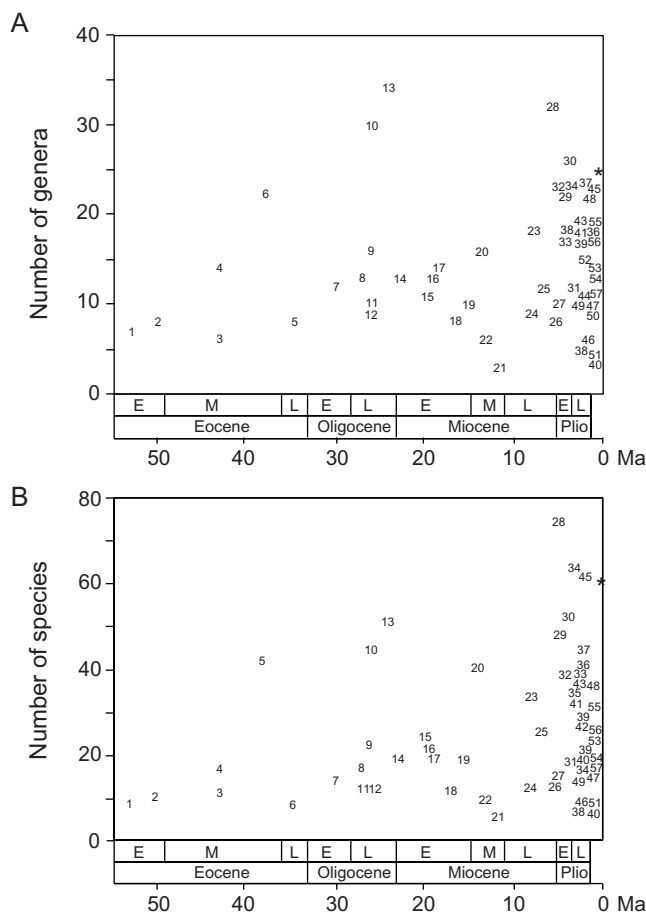 A
Number of genera
40
30
20
10
0
13
28
10
30
*
6
32 34 37 45
29 48
23 38 43 55
41 36
33 39 56
9 20
52
4 17 53
8 13 16 54
7 25 31
15 44 57
11 19 27 49 47
12 24 50
2 5 18 26
1
3 22 46
38 51
21 40
E M L E L E M L E L
Eocene Oligocene Miocene Plio
50 40 30 20 10 0 Ma
B
Number of species
80
60
40
20
0
28
34 45
*
30
13 29
10 37
5 20 41
32 33
43 48
23 35
41 55
39
25 42 56
15 53
9 16 21
14 17 19 31 40 54
4 8 34 57
7 27 47
49
3 11 12 18 24 26
2 22 46 51
1 6 38 40
21
E M L E L E M L E L
Eocene Oligocene Miocene Plio
50 40 30 20 10 0 Ma